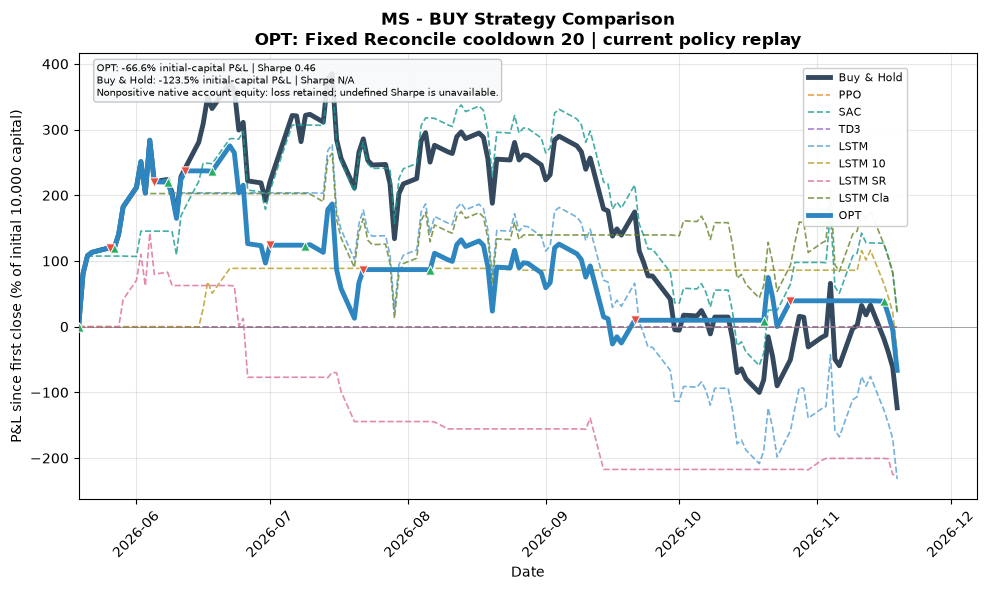 MS - BUY Strategy Comparison
OPT: Fixed Reconcile cooldown 20 | current policy replay
OPT: -66.6% initial-capital P&L | Sharpe 0.46
Buy & Hold: -123.5% initial-capital P&L | Sharpe N/A
Nonpositive native account equity: loss retained; undefined Sharpe is unavailable.
Buy & Hold
PPO
SAC
TD3
LSTM
LSTM 10
LSTM SR
LSTM Cla
OPT
P&L since first close (% of initial 10,000 capital)
400
300
200
100
0
−100
−200
2026-06
2026-07
2026-08
2026-09
2026-10
2026-11
2026-12
Date